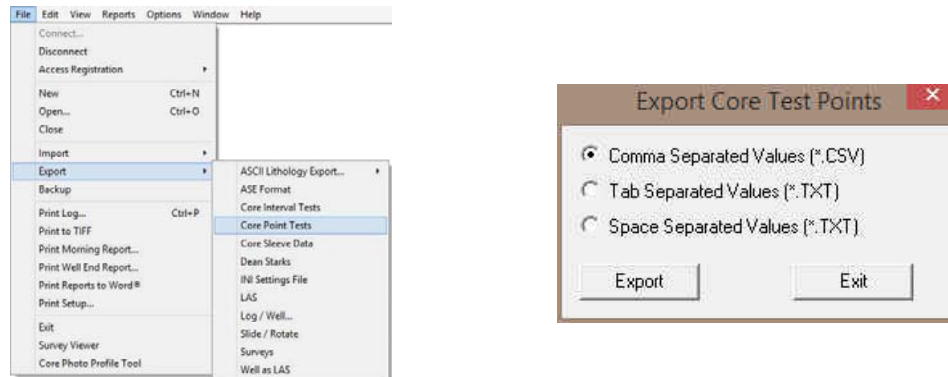 File Edit View Reports Options Window Help
Connect...
Disconnect
Access Registration
New Ctrl+N
Open... Ctrl+O
Close
Import
Export
Backup
Print Log... Ctrl+P
Print to TIFF
Print Morning Report...
Print Well End Report...
Print Reports to Word®
Print Setup...
Exit
Survey Viewer
Core Photo Profile Tool
ASCII Lithology Export...
ASE Format
Core Interval Tests
Core Point Tests
Core Sleeve Data
Dean Starks
INI Settings File
LAS
Log / Well...
Slide / Rotate
Surveys
Well as LAS
Export Core Test Points
Comma Separated Values (*.CSV)
Tab Separated Values (*.TXT)
Space Separated Values (*.TXT)
Export Exit